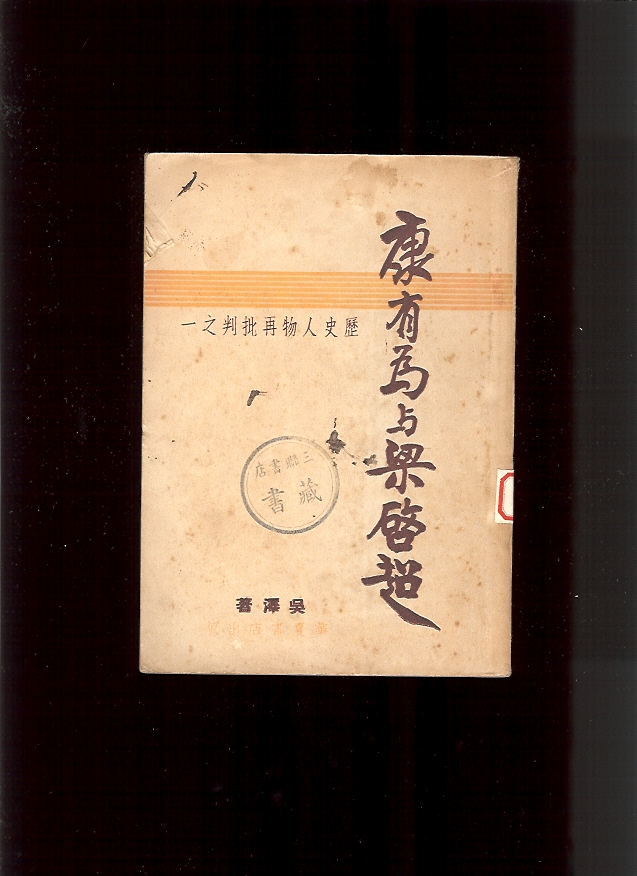 康有為与梁啓超
歷史人物再批判之一
三聯書店
藏書
吳澤著